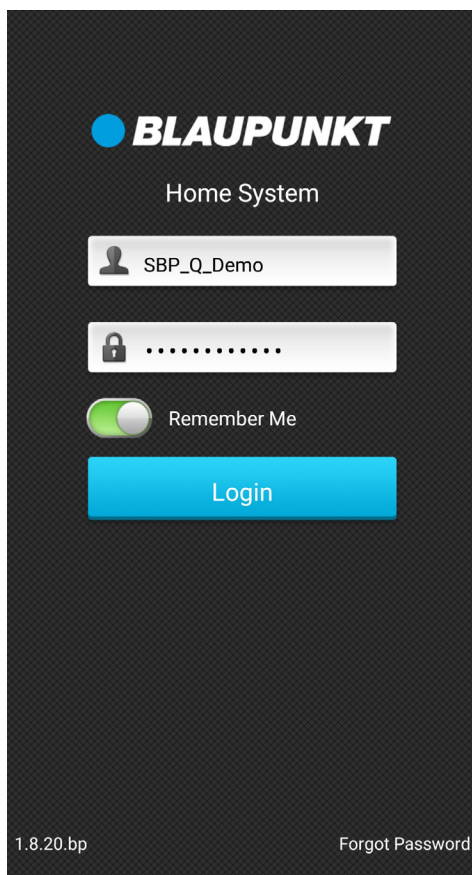 BLAUPUNKT
Home System
SBP_Q_Demo
............
Remember Me
Login
1.8.20.bp Forgot Password